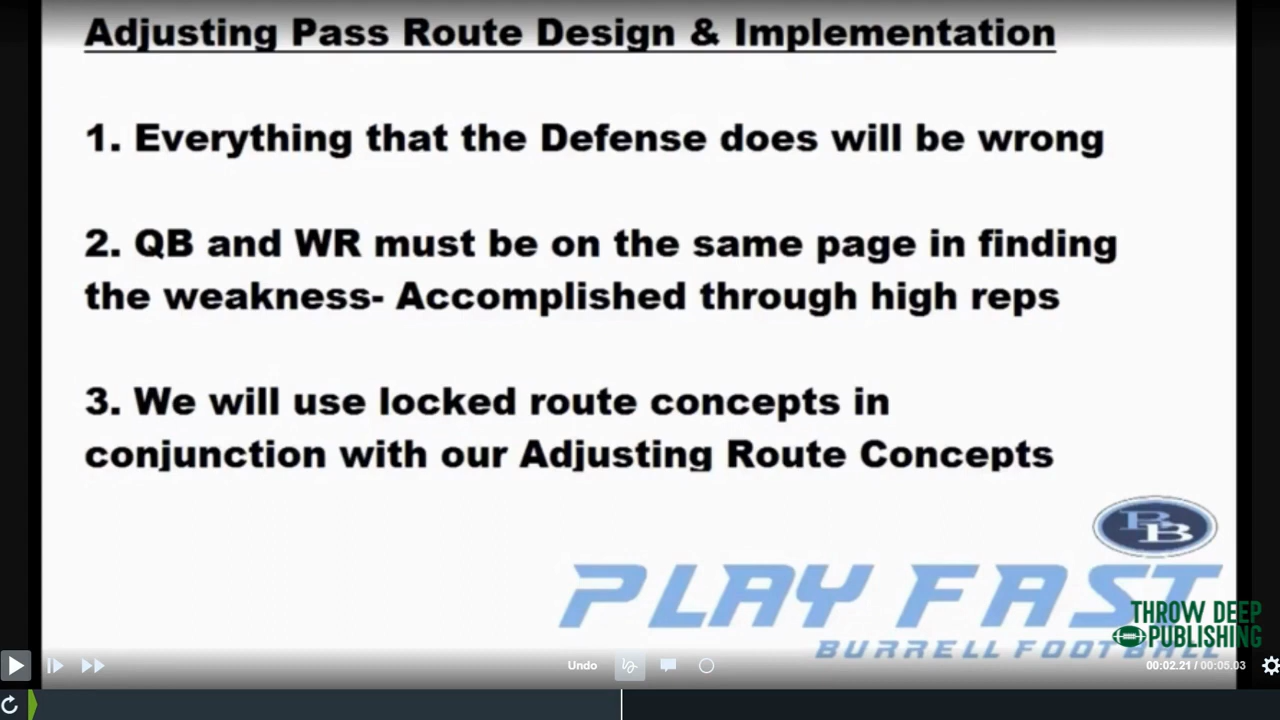 Adjusting Pass Route Design & Implementation
1. Everything that the Defense does will be wrong
2. QB and WR must be on the same page in finding
the weakness- Accomplished through high reps
3. We will use locked route concepts in
conjunction with our Adjusting Route Concepts
BB
PLAY FAST
THROW DEEP
PUBLISHING
BURRELL FOOTBALL
Undo
00:02.21 / 00:05.03